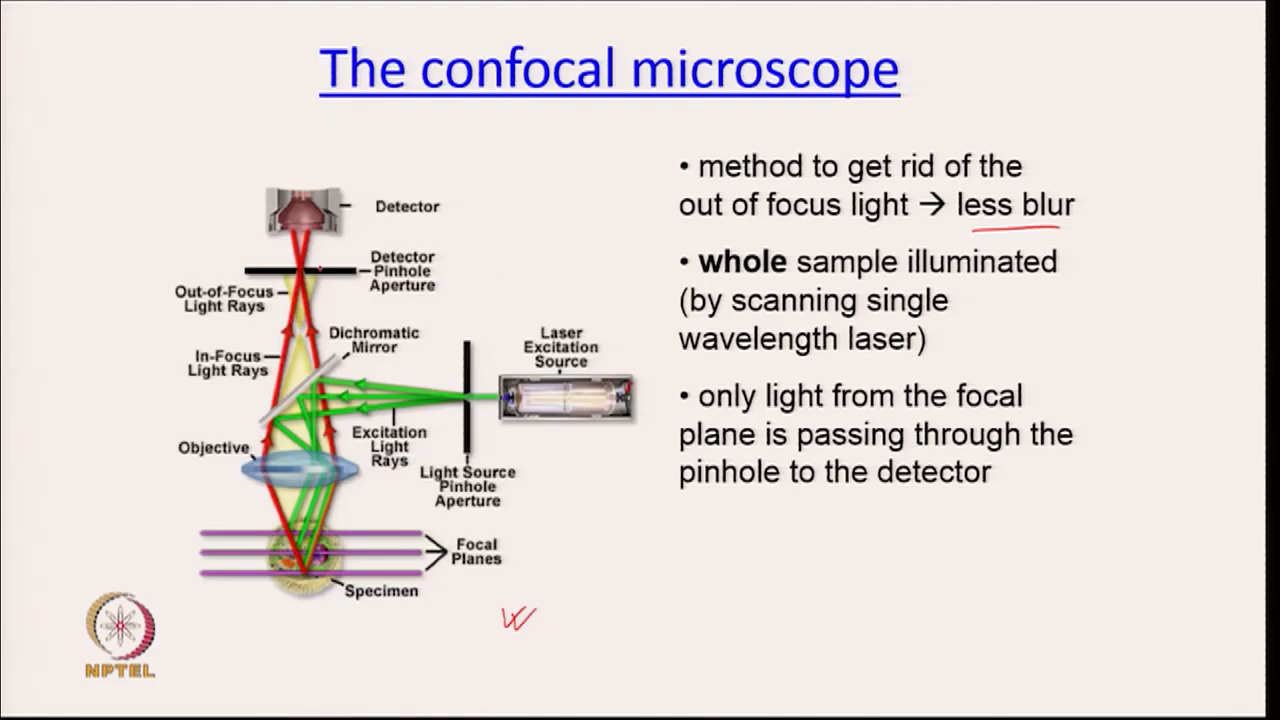 The confocal microscope
Detector
Detector
Pinhole
Aperture
Out-of-Focus
Light Rays
Dichromatic
Mirror
Laser
Excitation
Source
In-Focus
Light Rays
Excitation
Light
Rays
Objective
Light Source
Pinhole
Aperture
Focal
Planes
Specimen
• method to get rid of the
out of focus light → less blur
• whole sample illuminated
(by scanning single
wavelength laser)
• only light from the focal
plane is passing through the
pinhole to the detector
NPTEL